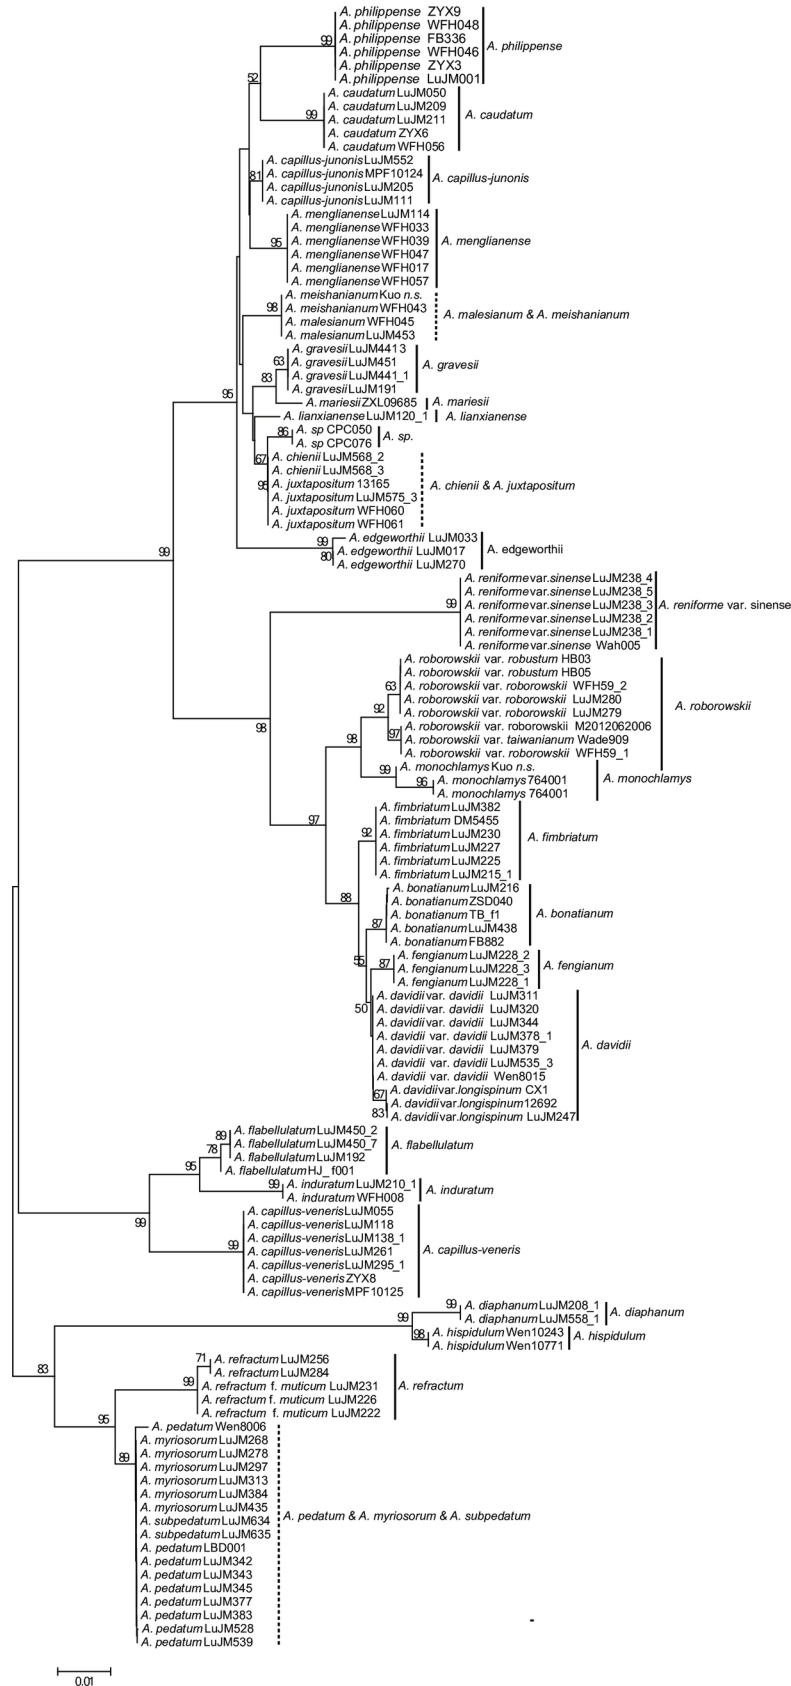 A. philippense ZYX9
A. philippense WFH048
A. philippense FB336
A. philippense WFH046
A. philippense ZYX3
A. philippense LuJM001
99
A. philippense
52
A. caudatum LuJM050
A. caudatum LuJM209
A. caudatum LuJM211
A. caudatum ZYX6
A. caudatum WFH056
99
A. caudatum
A. capillus-junonis LuJM552
A. capillus-junonis MPF10124
A. capillus-junonis LuJM205
A. capillus-junonis LuJM111
81
A. capillus-junonis
A. menglianense LuJM114
A. menglianense WFH033
A. menglianense WFH039
A. menglianense WFH047
A. menglianense WFH017
A. menglianense WFH057
95
A. menglianense
A. meishanianum Kuo n.s.
A. meishanianum WFH043
A. malesianum WFH045
A. malesianum LuJM453
98
A. malesianum & A. meishanianum
A. gravesii LuJM4413
A. gravesii LuJM451
A. gravesii LuJM441_1
A. gravesii LuJM191
63
83
A. gravesii
A. mariesii ZXL09685
A. mariesii
95
A. lianxianense LuJM120_1
A. lianxianense
A. sp CPC050
A. sp CPC076
86
A. sp.
67
A. chienii LuJM568_2
A. chienii LuJM568_3
A. juxtapositum 13165
A. juxtapositum LuJM575_3
A. juxtapositum WFH060
A. juxtapositum WFH061
95
A. chienii & A. juxtapositum
A. edgeworthii LuJM033
A. edgeworthii LuJM017
A. edgeworthii LuJM270
99
80
A. edgeworthii
99
A. reniforme var. sinense LuJM238_4
A. reniforme var. sinense LuJM238_5
A. reniforme var. sinense LuJM238_3
A. reniforme var. sinense LuJM238_2
A. reniforme var. sinense LuJM238_1
A. reniforme var. sinense Wah005
99
A. reniforme var. sinense
A. roborowskii var. robustum HB03
A. roborowskii var. robustum HB05
A. roborowskii var. roborowskii WFH59_2
A. roborowskii var. roborowskii LuJM280
A. roborowskii var. roborowskii LuJM279
A. roborowskii var. roborowskii M2012062006
A. roborowskii var. taiwanianum Wade909
A. roborowskii var. roborowskii WFH59_1
63
92
97
A. roborowskii
98
98
A. monochlamys Kuo n.s.
A. monochlamys 764001
A. monochlamys 764001
99
96
A. monochlamys
97
A. fimbriatum LuJM382
A. fimbriatum DM5455
A. fimbriatum LuJM230
A. fimbriatum LuJM227
A. fimbriatum LuJM225
A. fimbriatum LuJM215_1
92
A. fimbriatum
88
A. bonatianum LuJM216
A. bonatianum ZSD040
A. bonatianum TB_f1
A. bonatianum LuJM438
A. bonatianum FB882
87
A. bonatianum
55
A. fengianum LuJM228_2
A. fengianum LuJM228_3
A. fengianum LuJM228_1
87
A. fengianum
50
A. davidii var. davidii LuJM311
A. davidii var. davidii LuJM320
A. davidii var. davidii LuJM344
A. davidii var. davidii LuJM378_1
A. davidii var. davidii LuJM379
A. davidii var. davidii LuJM535_3
A. davidii var. davidii Wen8015
A. davidii var. longispinum CX1
A. davidii var. longispinum 12692
A. davidii var. longispinum LuJM247
67
83
A. davidii
A. flabellulatum LuJM450_2
A. flabellulatum LuJM450_7
A. flabellulatum LuJM192
A. flabellulatum HJ_f001
89
78
A. flabellulatum
95
A. induratum LuJM210_1
A. induratum WFH008
99
A. induratum
99
A. capillus-veneris LuJM055
A. capillus-veneris LuJM118
A. capillus-veneris LuJM138_1
A. capillus-veneris LuJM261
A. capillus-veneris LuJM295_1
A. capillus-veneris ZYX8
A. capillus-veneris MPF10125
99
A. capillus-veneris
A. diaphanum LuJM208_1
A. diaphanum LuJM558_1
99
A. diaphanum
99
A. hispidulum Wen10243
A. hispidulum Wen10771
98
A. hispidulum
83
A. refractum LuJM256
A. refractum LuJM284
A. refractum f. muticum LuJM231
A. refractum f. muticum LuJM226
A. refractum f. muticum LuJM222
71
99
A. refractum
95
A. pedatum Wen8006
A. myriosorum LuJM268
A. myriosorum LuJM278
A. myriosorum LuJM297
A. myriosorum LuJM313
A. myriosorum LuJM384
A. myriosorum LuJM435
A. subpedatum LuJM634
A. subpedatum LuJM635
A. pedatum LBD001
A. pedatum LuJM342
A. pedatum LuJM343
A. pedatum LuJM345
A. pedatum LuJM377
A. pedatum LuJM383
A. pedatum LuJM528
A. pedatum LuJM539
89
A. pedatum & A. myriosorum & A. subpedatum
0.01